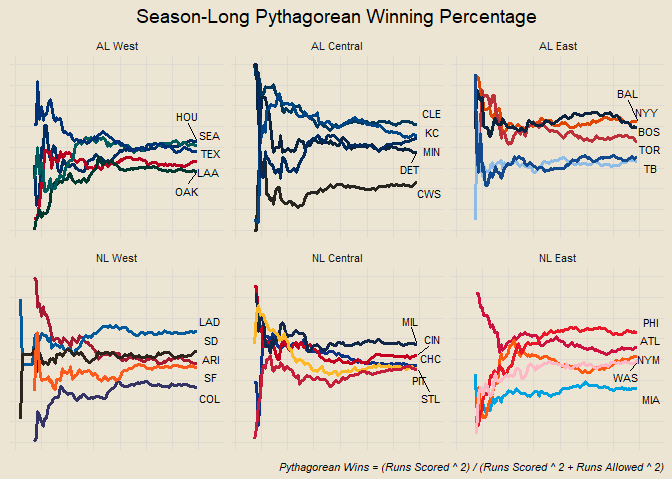 Season-Long Pythagorean Winning Percentage
AL West
AL Central
AL East
HOU
SEA
TEX
LAA
OAK
CLE
KC
MIN
DET
CWS
BAL
NYY
BOS
TOR
TB
NL West
NL Central
NL East
LAD
SD
ARI
SF
COL
MIL
CIN
CHC
PIT
STL
PHI
ATL
NYM
WAS
MIA
Pythagorean Wins = (Runs Scored ^ 2) / (Runs Scored ^ 2 + Runs Allowed ^ 2)